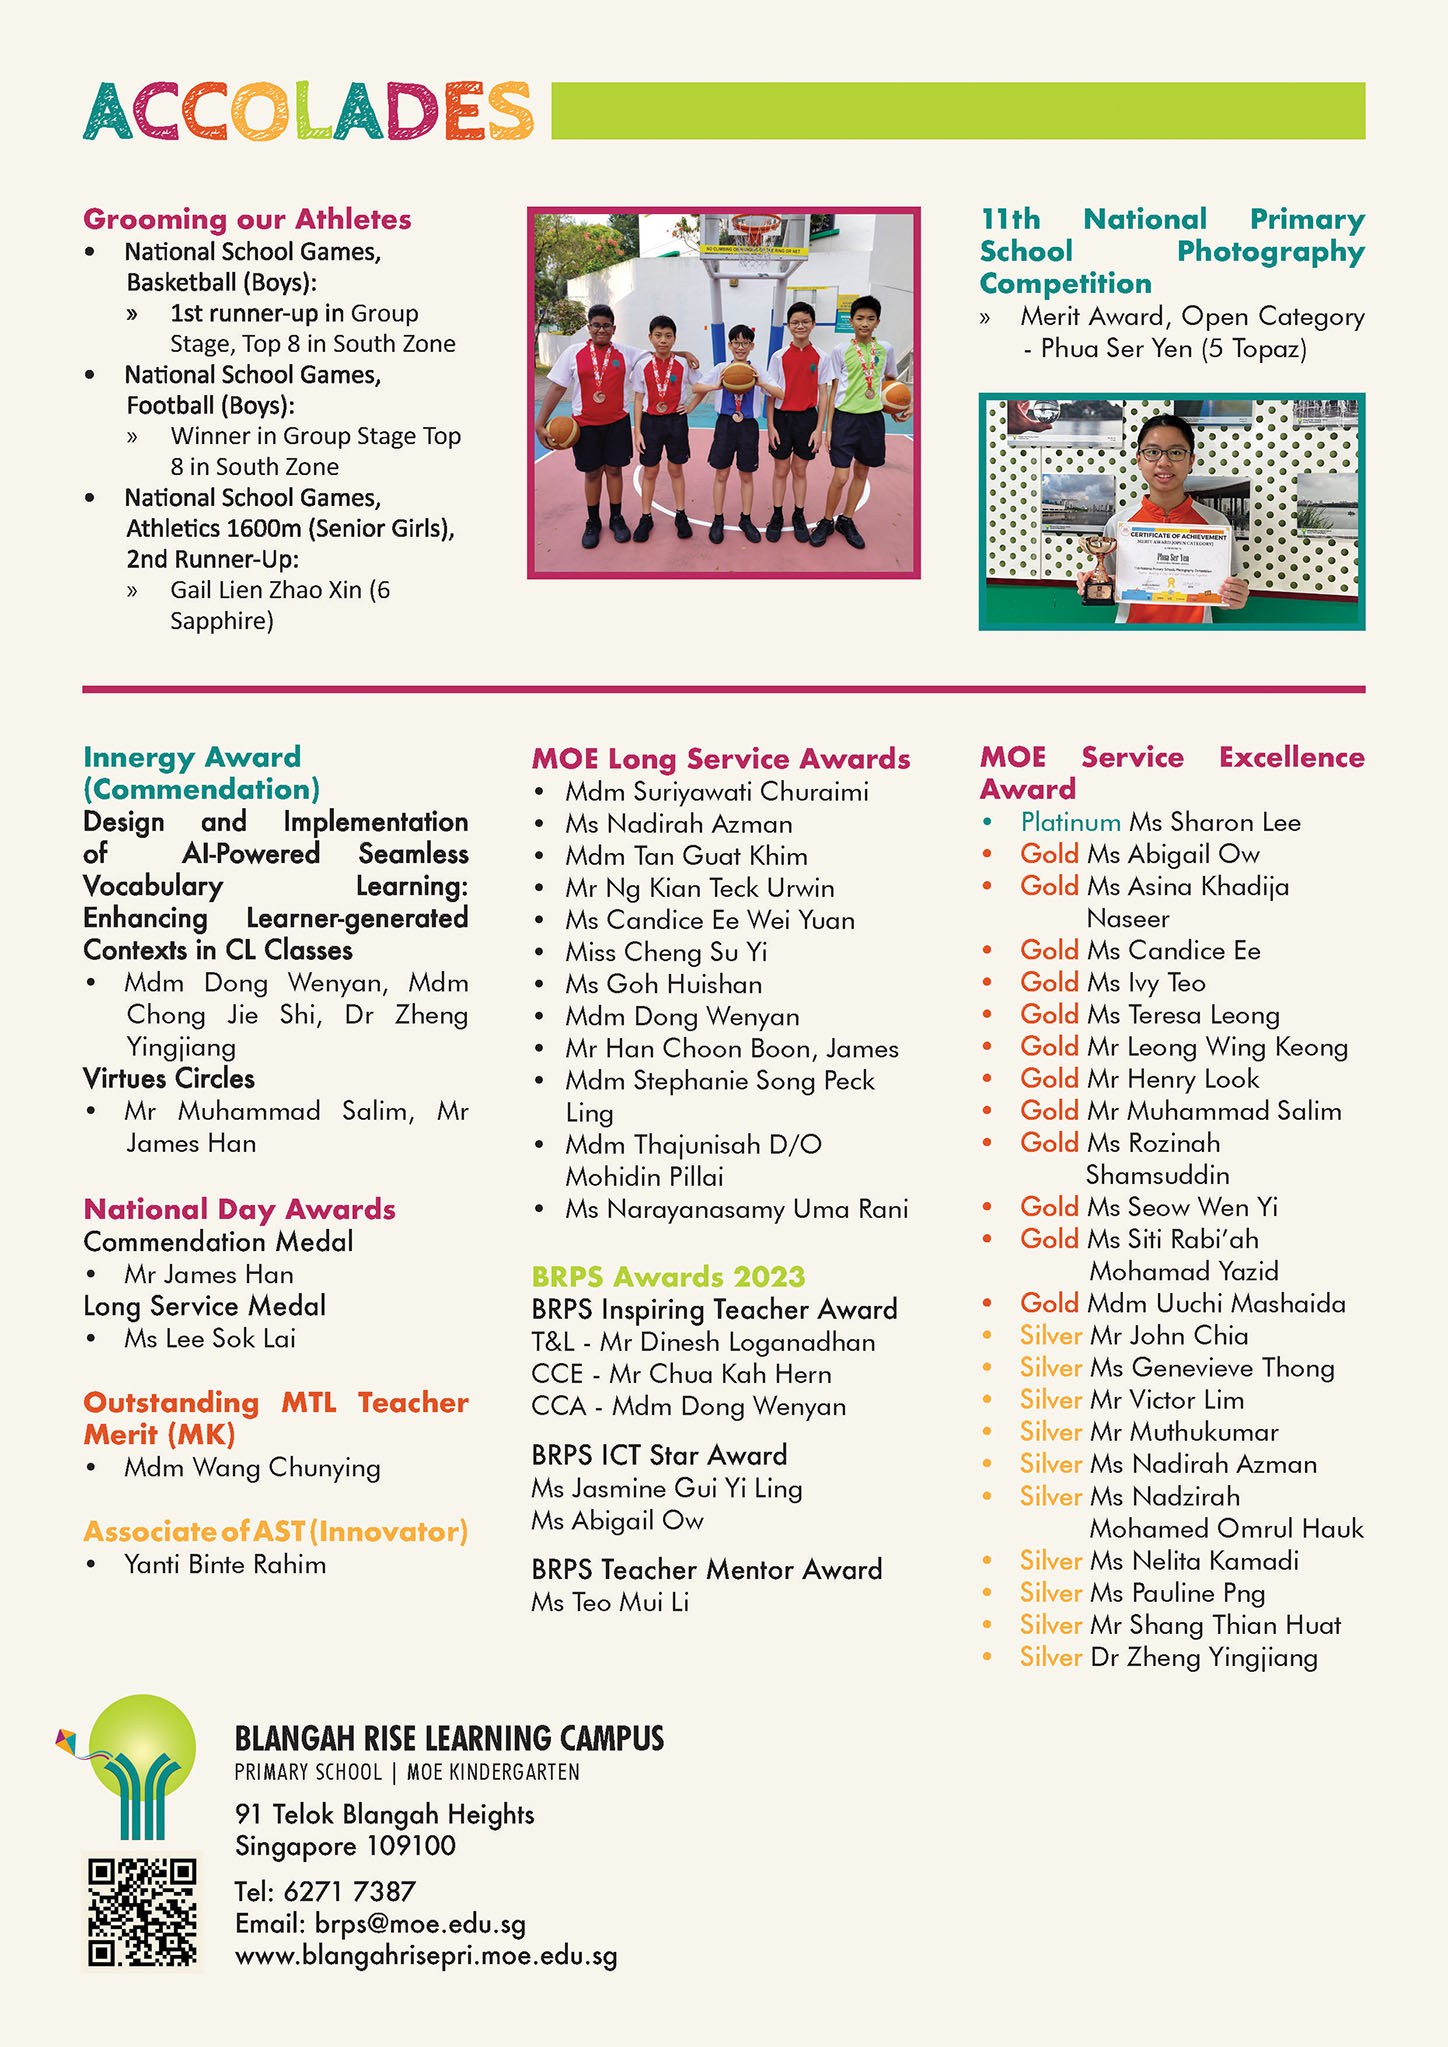 ACCOLADES
Grooming our Athletes
• National School Games,
Basketball (Boys):
» 1st runner-up in Group
Stage, Top 8 in South Zone
• National School Games,
Football (Boys):
» Winner in Group Stage Top
8 in South Zone
• National School Games,
Athletics 1600m (Senior Girls),
2nd Runner-Up:
» Gail Lien Zhao Xin (6
Sapphire)
11th National Primary
School Photography
Competition
» Merit Award, Open Category
- Phua Ser Yen (5 Topaz)
CERTIFICATE OF ACHIEVEMENT
MERIT AWARD (OPEN CATEGORY)
Phua Ser Yen
Innergy Award
(Commendation)
Design and Implementation
of AI-Powered Seamless
Vocabulary Learning:
Enhancing Learner-generated
Contexts in CL Classes
• Mdm Dong Wenyan, Mdm
Chong Jie Shi, Dr Zheng
Yingjiang
Virtues Circles
• Mr Muhammad Salim, Mr
James Han
National Day Awards
Commendation Medal
• Mr James Han
Long Service Medal
• Ms Lee Sok Lai
Outstanding MTL Teacher
Merit (MK)
• Mdm Wang Chunying
Associate of AST (Innovator)
• Yanti Binte Rahim
MOE Long Service Awards
• Mdm Suriyawati Churaimi
• Ms Nadirah Azman
• Mdm Tan Guat Khim
• Mr Ng Kian Teck Urwin
• Ms Candice Ee Wei Yuan
• Miss Cheng Su Yi
• Ms Goh Huishan
• Mdm Dong Wenyan
• Mr Han Choon Boon, James
• Mdm Stephanie Song Peck
Ling
• Mdm Thajunisah D/O
Mohidin Pillai
• Ms Narayanasamy Uma Rani
BRPS Awards 2023
BRPS Inspiring Teacher Award
T&L - Mr Dinesh Loganadhan
CCE - Mr Chua Kah Hern
CCA - Mdm Dong Wenyan
BRPS ICT Star Award
Ms Jasmine Gui Yi Ling
Ms Abigail Ow
BRPS Teacher Mentor Award
Ms Teo Mui Li
MOE Service Excellence
Award
• Platinum Ms Sharon Lee
• Gold Ms Abigail Ow
• Gold Ms Asina Khadija
Naseer
• Gold Ms Candice Ee
• Gold Ms Ivy Teo
• Gold Ms Teresa Leong
• Gold Mr Leong Wing Keong
• Gold Mr Henry Look
• Gold Mr Muhammad Salim
• Gold Ms Rozinah
Shamsuddin
• Gold Ms Seow Wen Yi
• Gold Ms Siti Rabi’ah
Mohamad Yazid
• Gold Mdm Uuchi Mashaida
• Silver Mr John Chia
• Silver Ms Genevieve Thong
• Silver Mr Victor Lim
• Silver Mr Muthukumar
• Silver Ms Nadirah Azman
• Silver Ms Nadzirah
Mohamed Omrul Hauk
• Silver Ms Nelita Kamadi
• Silver Ms Pauline Png
• Silver Mr Shang Thian Huat
• Silver Dr Zheng Yingjiang
BLANGAH RISE LEARNING CAMPUS
PRIMARY SCHOOL | MOE KINDERGARTEN
91 Telok Blangah Heights
Singapore 109100
Tel: 6271 7387
Email: brps@moe.edu.sg
www.blangahrisepri.moe.edu.sg